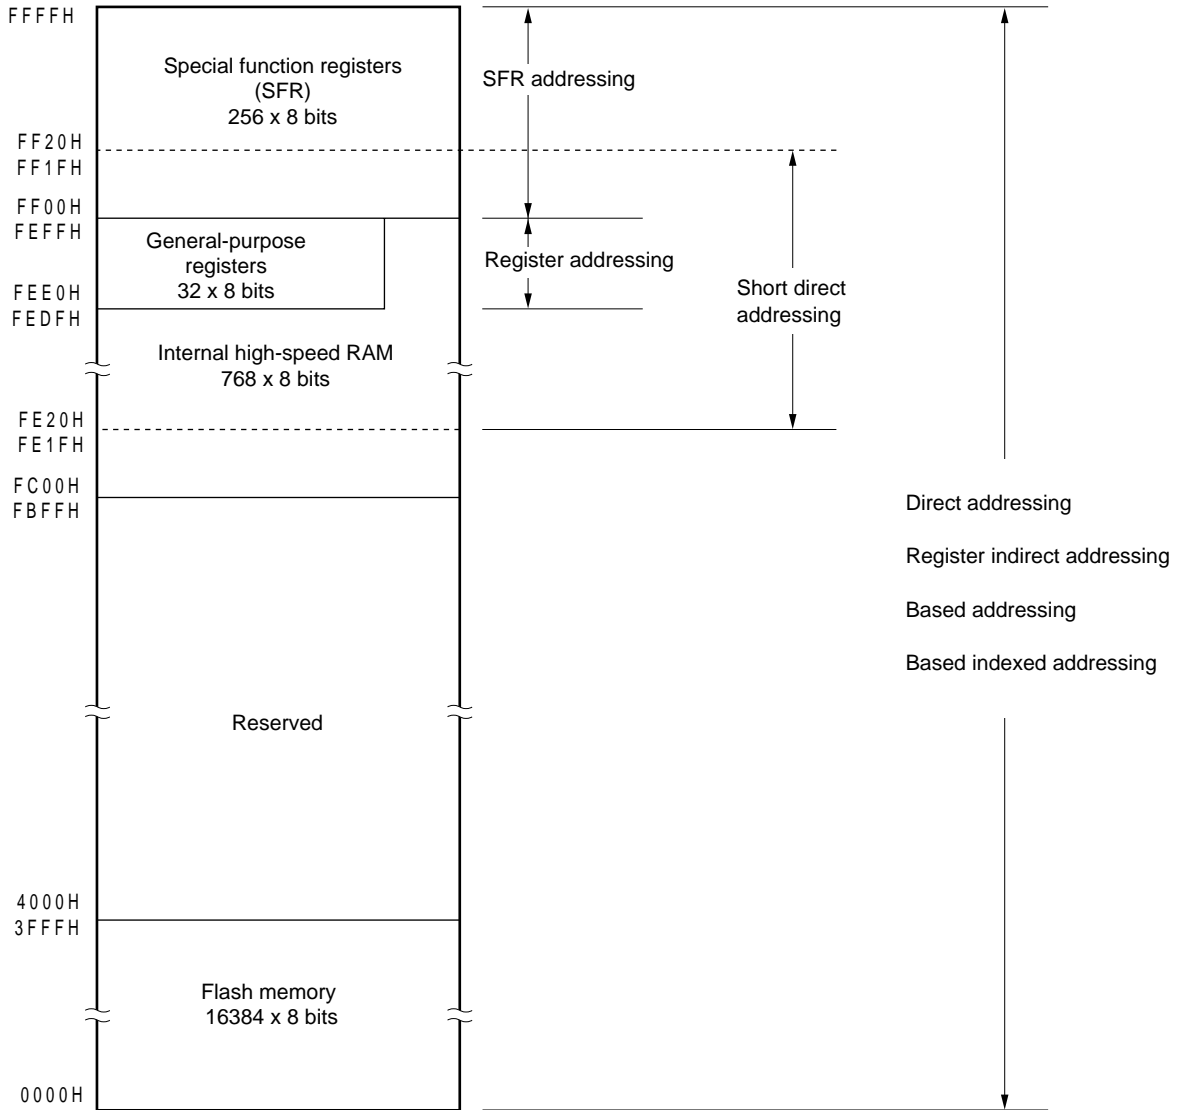 FFFFH
Special function registers
(SFR)
256 x 8 bits
SFR addressing
FF20H
FF1FH
FF00H
FEFFH
General-purpose
registers
32 x 8 bits
Register addressing
Short direct
addressing
FEE0H
FEDFH
Internal high-speed RAM
768 x 8 bits
FE20H
FE1FH
FC00H
FBFFH
Direct addressing
Register indirect addressing
Based addressing
Based indexed addressing
Reserved
4000H
3FFFH
Flash memory
16384 x 8 bits
0000H